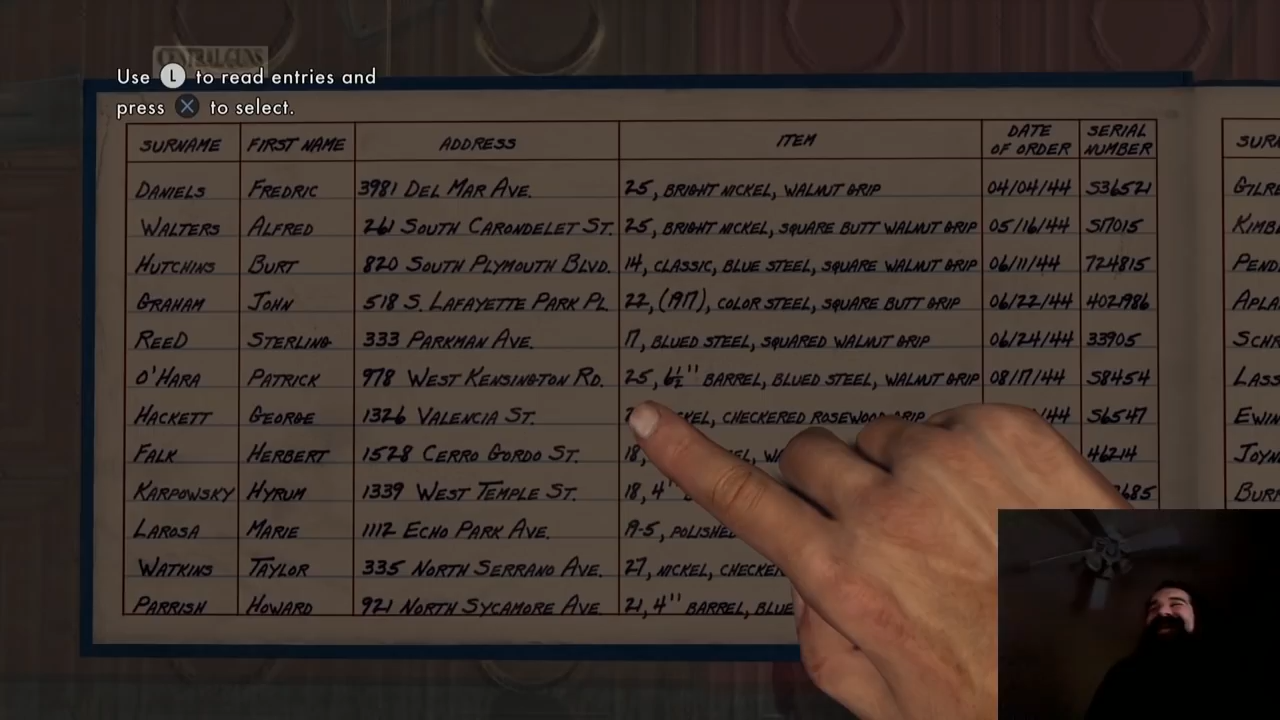 CENTRAL GUNS
Use L to read entries and
press X to select.
SURNAME FIRST NAME ADDRESS ITEM DATE OF ORDER SERIAL NUMBER
DANIELS FREDRIC 3981 DEL MAR AVE. 25, BRIGHT NICKEL, WALNUT GRIP 04/04/44 S36521
WALTERS ALFRED 261 SOUTH CARONDELET ST. 25, BRIGHT NICKEL, SQUARE BUTT WALNUT GRIP 05/16/44 S17015
HUTCHINS BURT 820 SOUTH PLYMOUTH BLVD. 14, CLASSIC, BLUE STEEL, SQUARE WALNUT GRIP 06/11/44 724815
GRAHAM JOHN 518 S. LAFAYETTE PARK PL. 22, (1917), COLOR STEEL, SQUARE BUTT GRIP 06/22/44 402986
REED STERLING 333 PARKMAN AVE. 17, BLUED STEEL, SQUARED WALNUT GRIP 06/24/44 33905
O'HARA PATRICK 978 WEST KENSINGTON RD. 25, 6½" BARREL, BLUED STEEL, WALNUT GRIP 08/17/44 S8454
HACKETT GEORGE 1326 VALENCIA ST. CHECKERED ROSEWOOD GRIP /44 S6547
FALK HERBERT 1528 CERRO GORDO ST. 18, 46214
KARPOWSKY HYRUM 1339 WEST TEMPLE ST. 18, 4" 685
LAROSA MARIE 1112 ECHO PARK AVE. 19-5, POLISHED
WATKINS TAYLOR 335 NORTH SERRANO AVE. 27, NICKEL,
PARRISH HOWARD 921 NORTH SYCAMORE AVE. 21, 4" BARREL, BLUE